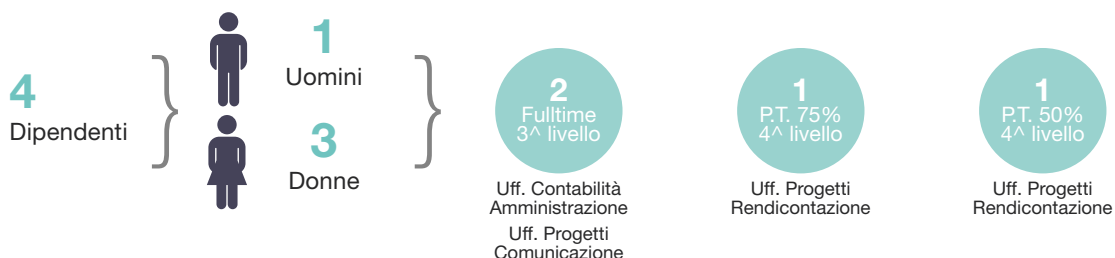 4
Dipendenti
1
Uomini
3
Donne
2
Fulltime
3^ livello
Uff. Contabilità
Amministrazione
Uff. Progetti
Comunicazione
1
P.T. 75%
4^ livello
Uff. Progetti
Rendicontazione
1
P.T. 50%
4^ livello
Uff. Progetti
Rendicontazione